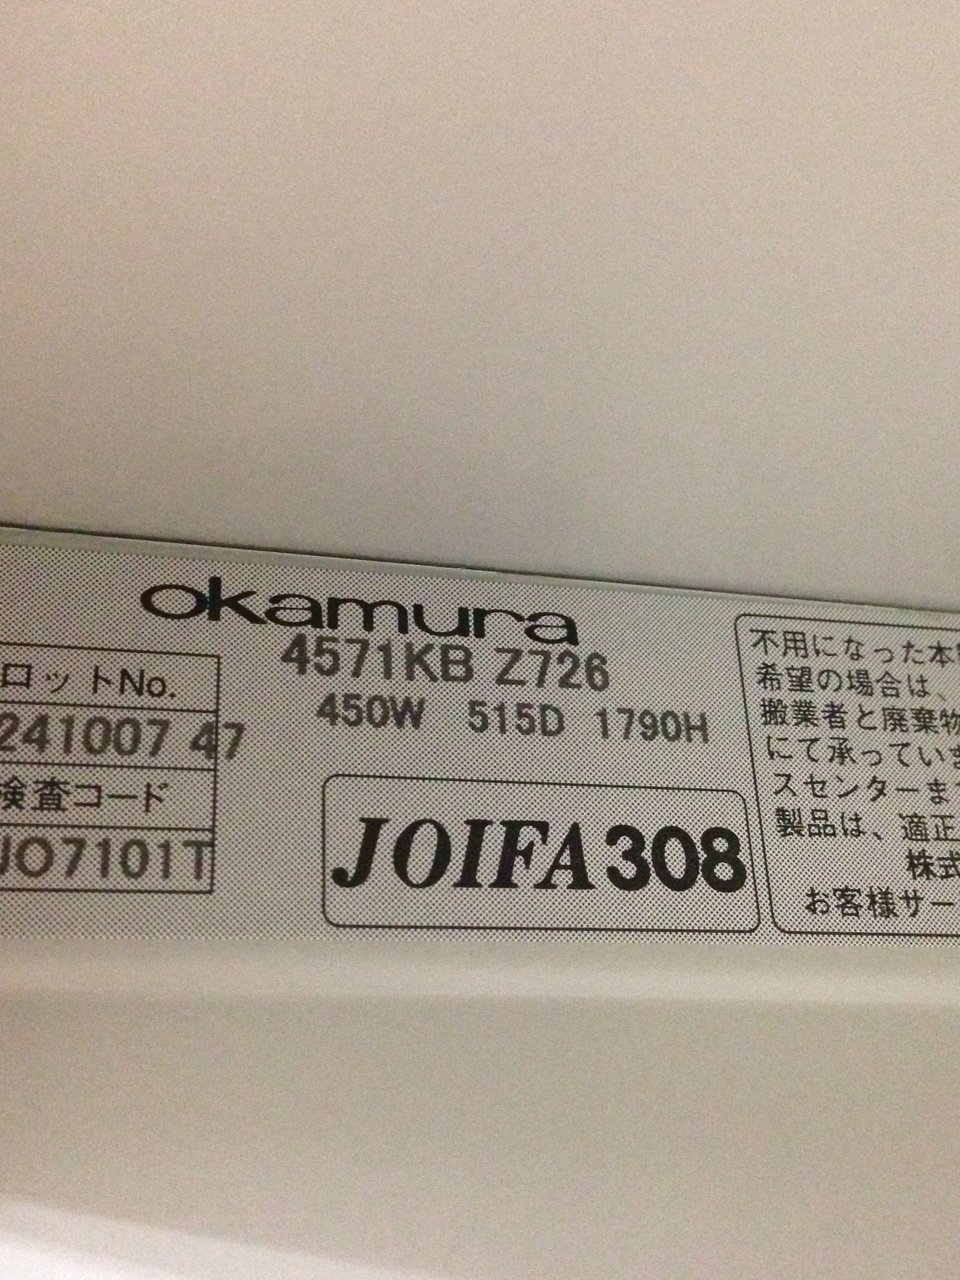 okamura
4571KB Z726
450W 515D 1790H
JOIFA308
ロットNo.
241007 47
検査コード
JO7101T
不用になった本
希望の場合は、
搬業者と廃棄物
にて承っていま
スセンターま
製品は、適正
株式
お客様サー